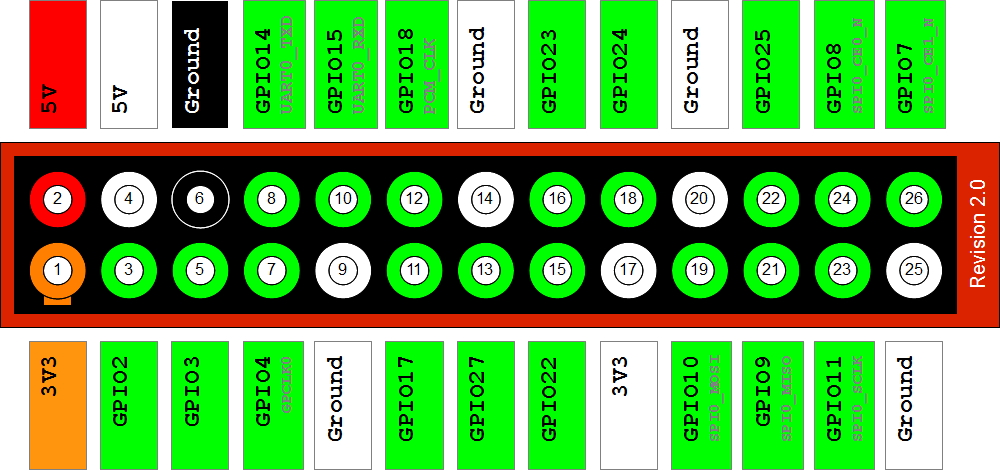 5V
5V
Ground
GPIO14
UART0_TXD
GPIO15
UART0_RXD
GPIO18
PCM_CLK
Ground
GPIO23
GPIO24
Ground
GPIO25
GPIO8
SPI0_CE0_N
GPIO7
SPI0_CE1_N
2 4 6 8 10 12 14 16 18 20 22 24 26
1 3 5 7 9 11 13 15 17 19 21 23 25
Revision 2.0
3V3
GPIO2
GPIO3
GPIO4
GPCLK0
Ground
GPIO17
GPIO27
GPIO22
3V3
GPIO10
SPI0_MOSI
GPIO9
SPI0_MISO
GPIO11
SPI0_SCLK
Ground